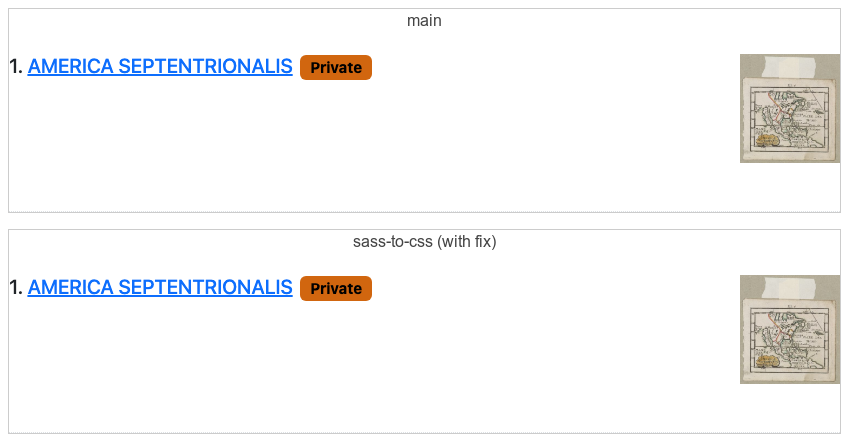 main
1. AMERICA SEPTENTRIONALIS Private
sass-to-css (with fix)
1. AMERICA SEPTENTRIONALIS Private